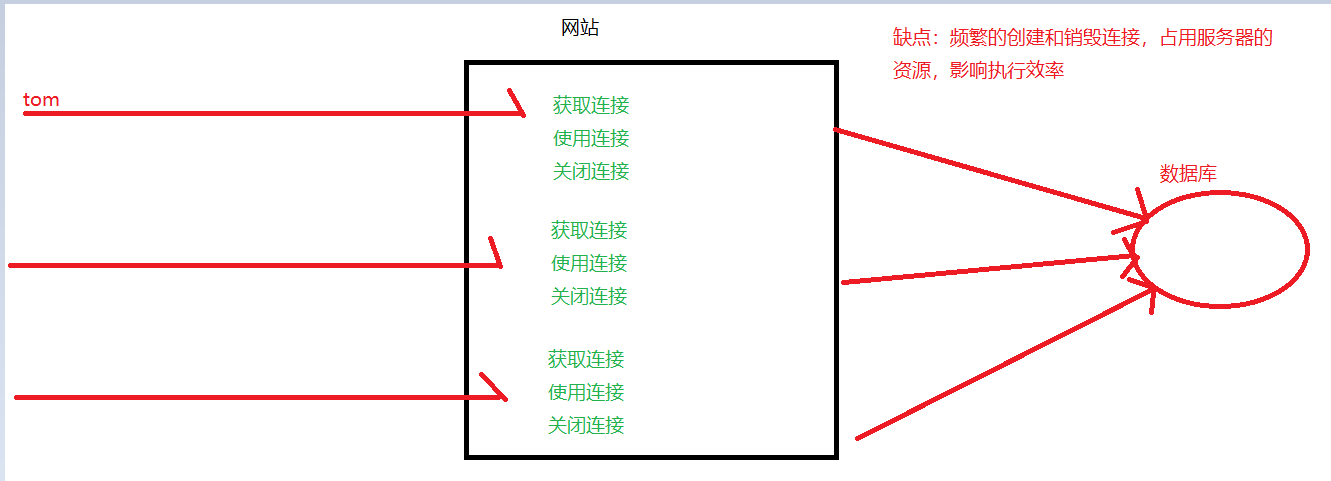 网站
缺点：频繁的创建和销毁连接，占用服务器的
资源，影响执行效率
tom
获取连接
使用连接
关闭连接
数据库
获取连接
使用连接
关闭连接
获取连接
使用连接
关闭连接